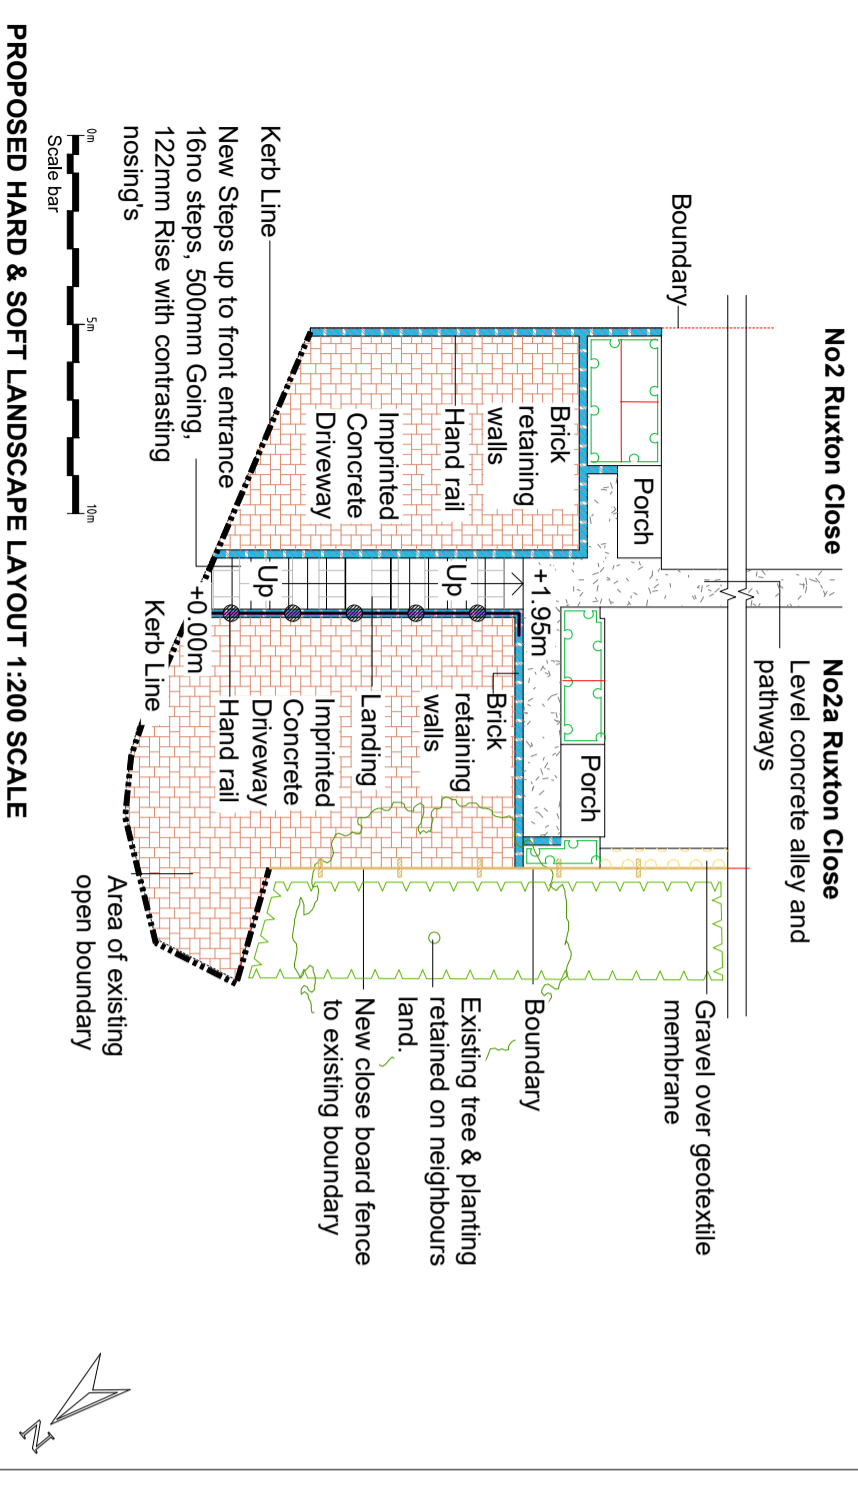 No2 Ruxton Close
No2a Ruxton Close
Boundary
Level concrete alley and
pathways
Gravel over geotextile
membrane
Porch
Porch
Brick
retaining
walls
Hand rail
Imprinted
Concrete
Driveway
+1.95m
Up
Up
+0.00m
Brick
retaining
walls
Landing
Imprinted
Concrete
Driveway
Hand rail
Boundary
Existing tree & planting
retained on neighbours
land.
New close board fence
to existing boundary
Kerb Line
New Steps up to front entrance
16no steps, 500mm Going,
122mm Rise with contrasting
nosing's
Kerb Line
Area of existing
open boundary
0m
5m
10m
Scale bar
N
PROPOSED HARD & SOFT LANDSCAPE LAYOUT 1:200 SCALE